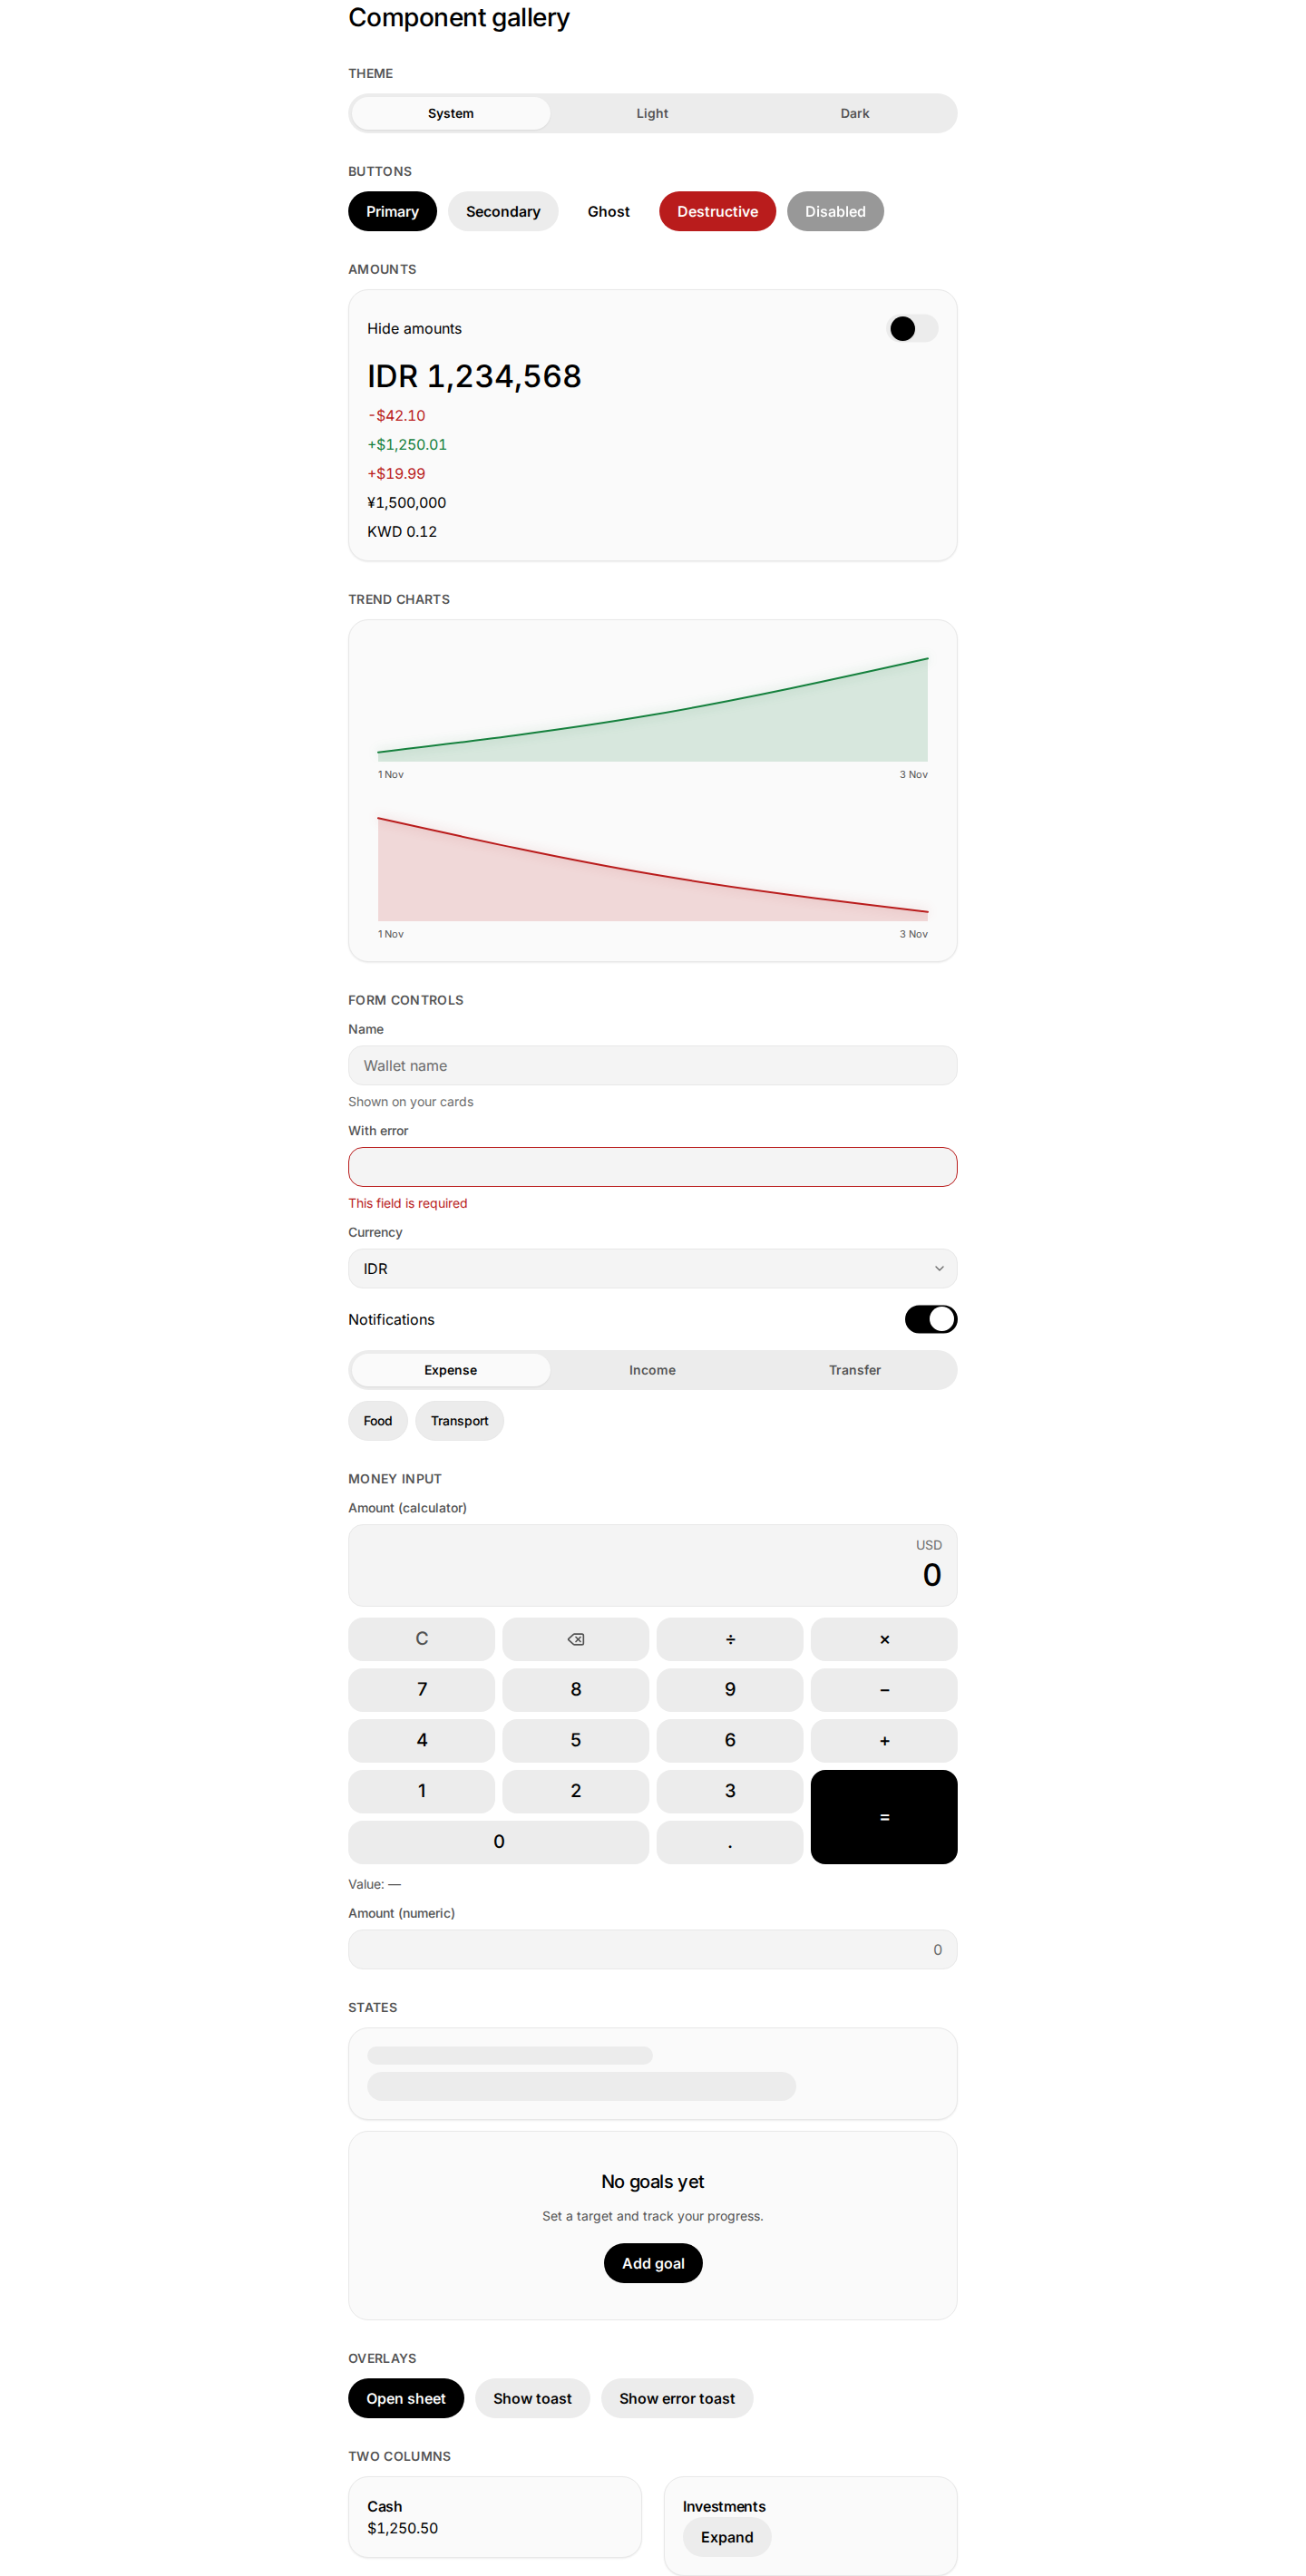 Component gallery
THEME
System Light Dark
BUTTONS
Primary Secondary Ghost Destructive Disabled
AMOUNTS
Hide amounts
IDR 1,234,568
-$42.10
+$1,250.01
+$19.99
¥1,500,000
KWD 0.12
TREND CHARTS
1 Nov 3 Nov
1 Nov 3 Nov
FORM CONTROLS
Name
Wallet name
Shown on your cards
With error
This field is required
Currency
IDR
Notifications
Expense Income Transfer
Food Transport
MONEY INPUT
Amount (calculator)
USD
0
C ÷ ×
7 8 9 −
4 5 6 +
1 2 3
=
0 .
Value: —
Amount (numeric)
0
STATES
No goals yet
Set a target and track your progress.
Add goal
OVERLAYS
Open sheet Show toast Show error toast
TWO COLUMNS
Cash
$1,250.50
Investments
Expand